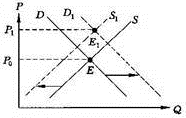 P D D₁ S₁ S
P₁
E₁
P₀
E
Q